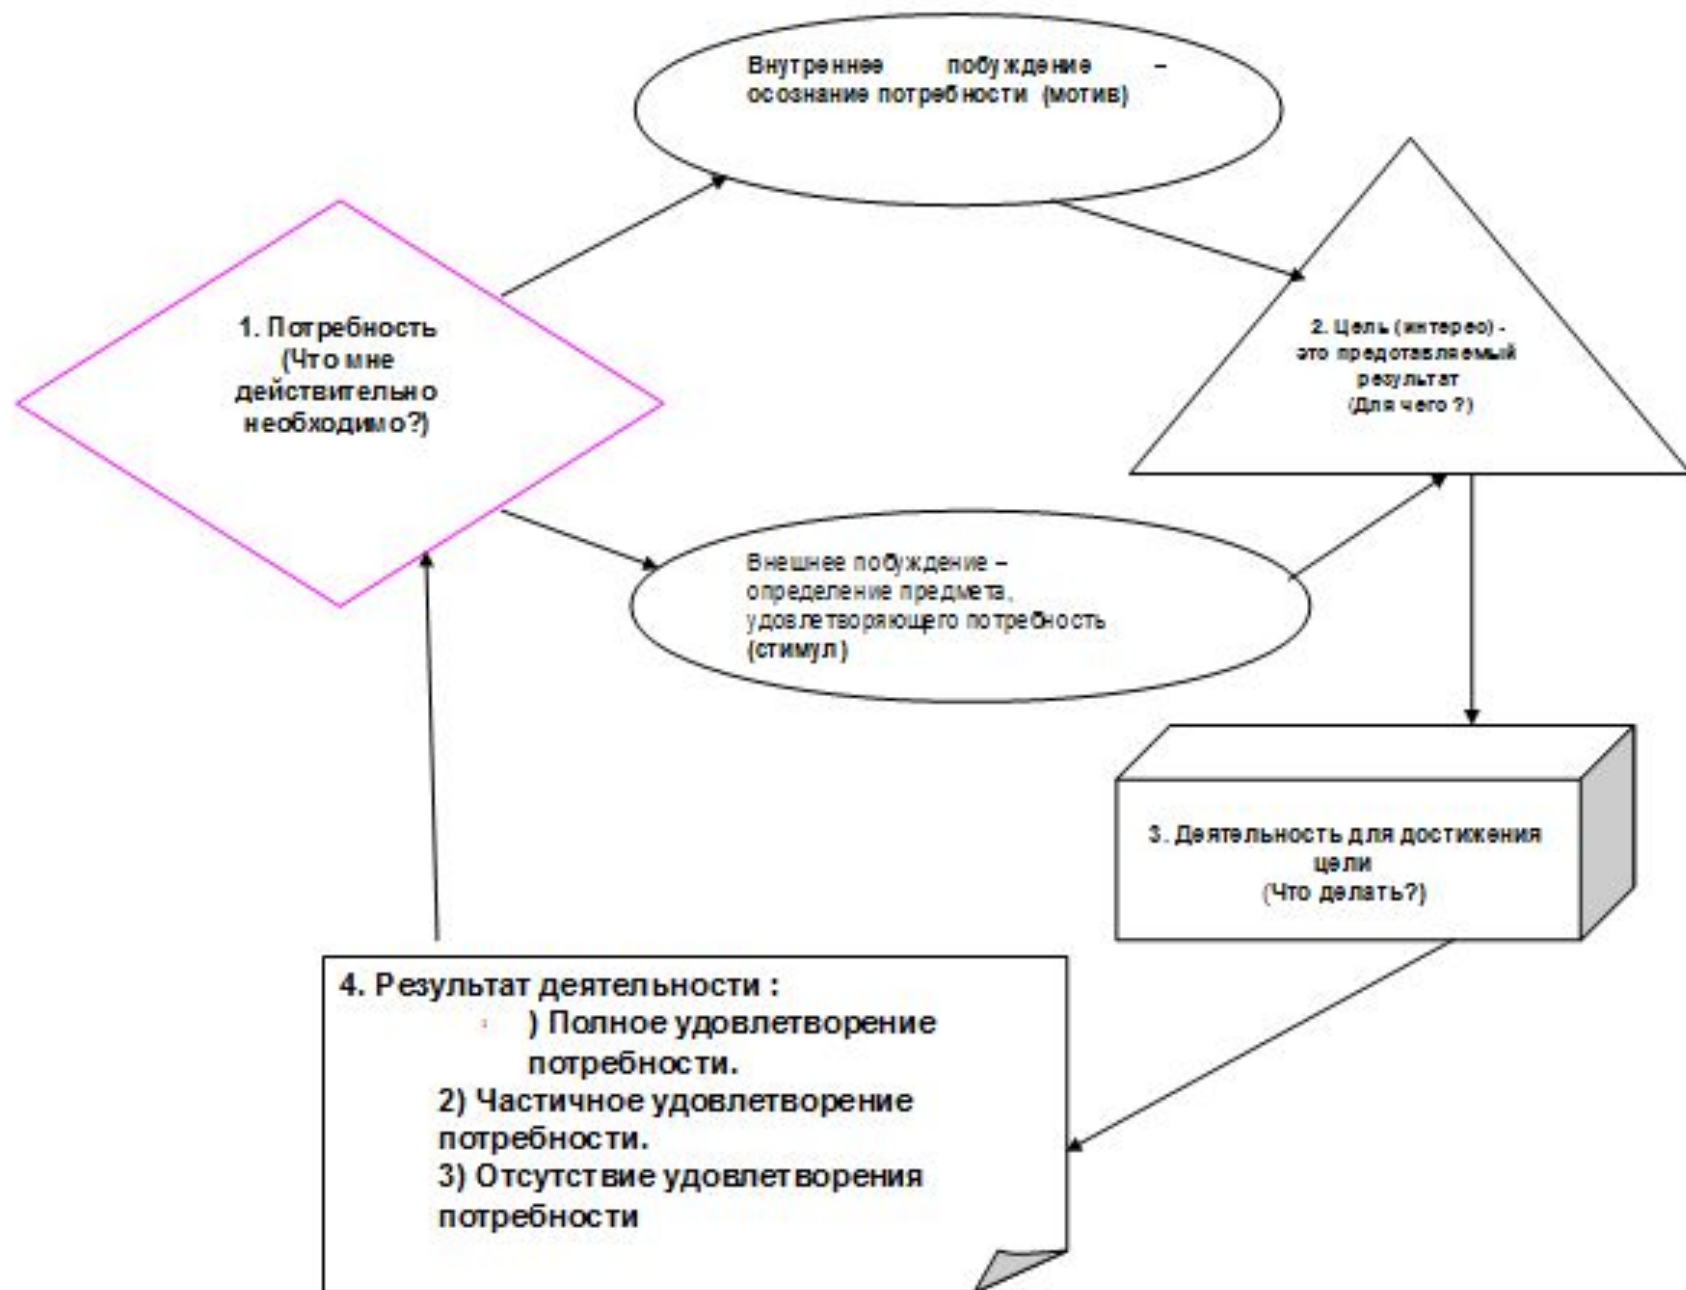 Внутреннее побуждение –
осознание потребности (мотив)
1. Потребность
(Что мне
действительно
необходимо?)
2. Цель (интерес) -
это представляемый
результат
(Для чего ?)
Внешнее побуждение –
определение предмета,
удовлетворяющего потребность
(стимул)
3. Деятельность для достижения
цели
(Что делать?)
4. Результат деятельности :
) Полное удовлетворение
потребности.
2) Частичное удовлетворение
потребности.
3) Отсутствие удовлетворения
потребности